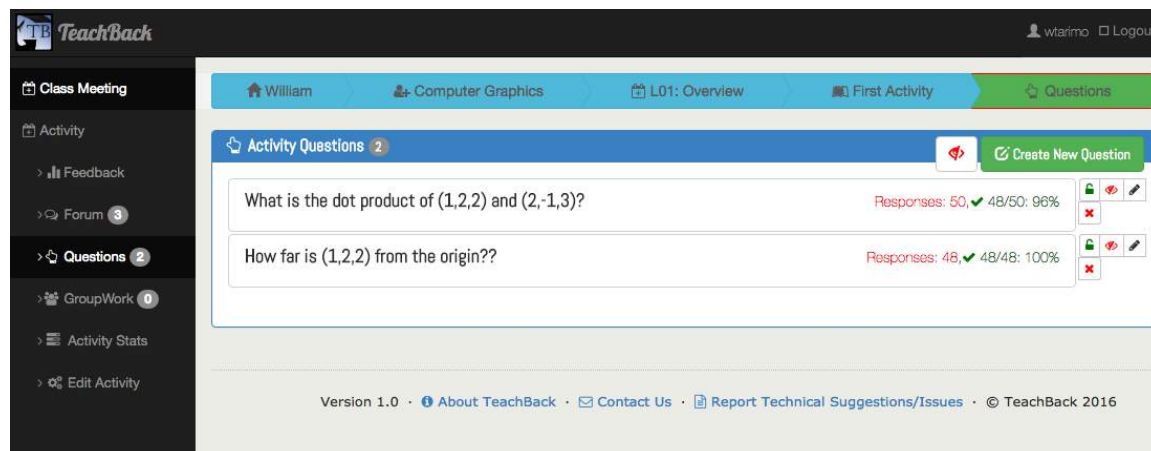 TB TeachBack
wtarimo Logou
Class Meeting
William Computer Graphics L01: Overview First Activity Questions
Activity
Activity Questions 2
Create New Question
> Feedback
> Forum 3
> Questions 2
> GroupWork 0
> Activity Stats
> Edit Activity
What is the dot product of (1,2,2) and (2,-1,3)? Responses: 50, ✔ 48/50: 96%
How far is (1,2,2) from the origin?? Responses: 48, ✔ 48/48: 100%
Version 1.0 · About TeachBack · Contact Us · Report Technical Suggestions/Issues · © TeachBack 2016